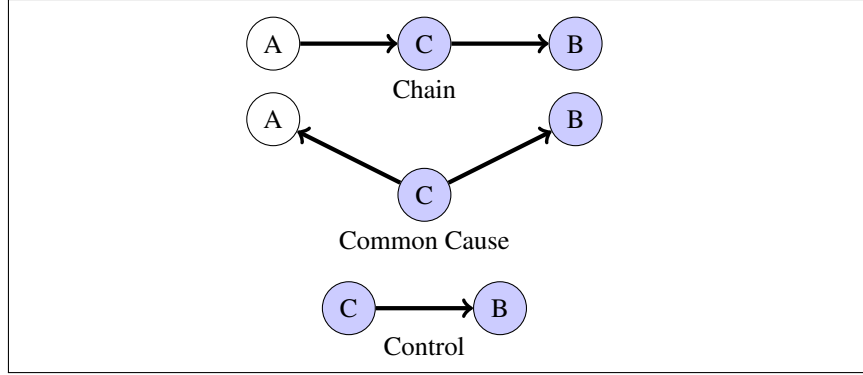 A C B
Chain
A B
C
Common Cause
C B
Control